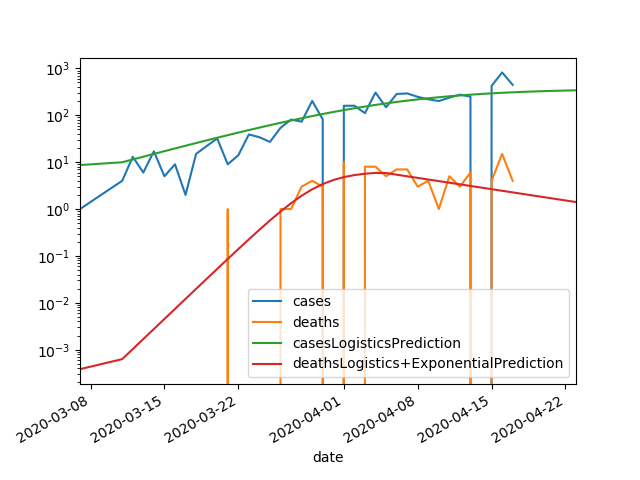 10³
10²
10¹
10⁰
10⁻¹
10⁻²
10⁻³
cases
deaths
casesLogisticsPrediction
deathsLogistics+ExponentialPrediction
2020-03-08
2020-03-15
2020-03-22
2020-04-01
2020-04-08
2020-04-15
2020-04-22
date